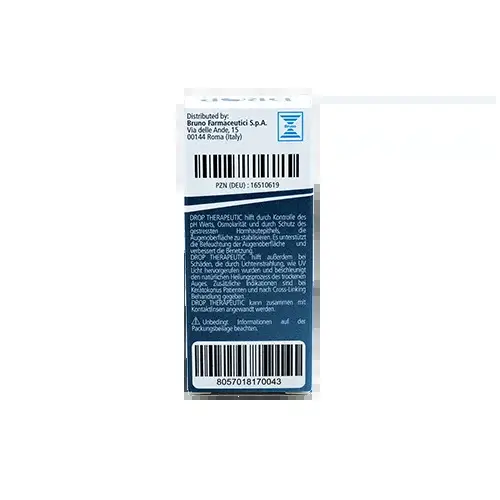 Distributed by:
Bruno Farmaceutici S.p.A.
Via delle Ande, 15
00144 Roma (Italy)
Bruno
PZN (DEU) : 16510619
DROP THERAPEUTIC hilft durch Kontrolle des
pH Werts, Osmolarität und durch Schutz des
gestressten Hornhautepithels, die
Augenoberfläche zu stabilisieren. Es unterstützt
die Befeuchtung der Augenoberfläche und
verbessert die Benetzung.
DROP THERAPEUTIC hilft außerdem bei
Schäden, die durch Lichteinstrahlung, wie UV
Licht hervorgerufen wurden und beschleunigt
den natürlichen Heilungsprozess des trockenen
Auges. Zusätzliche Indikationen sind bei
Keratokonus Patienten und nach Cross-Linking
Behandlung gegeben.
DROP THERAPEUTIC kann zusammen mit
Kontaktlinsen angewandt werden.
Unbedingt Informationen auf der
Packungsbeilage beachten.
8057018170043